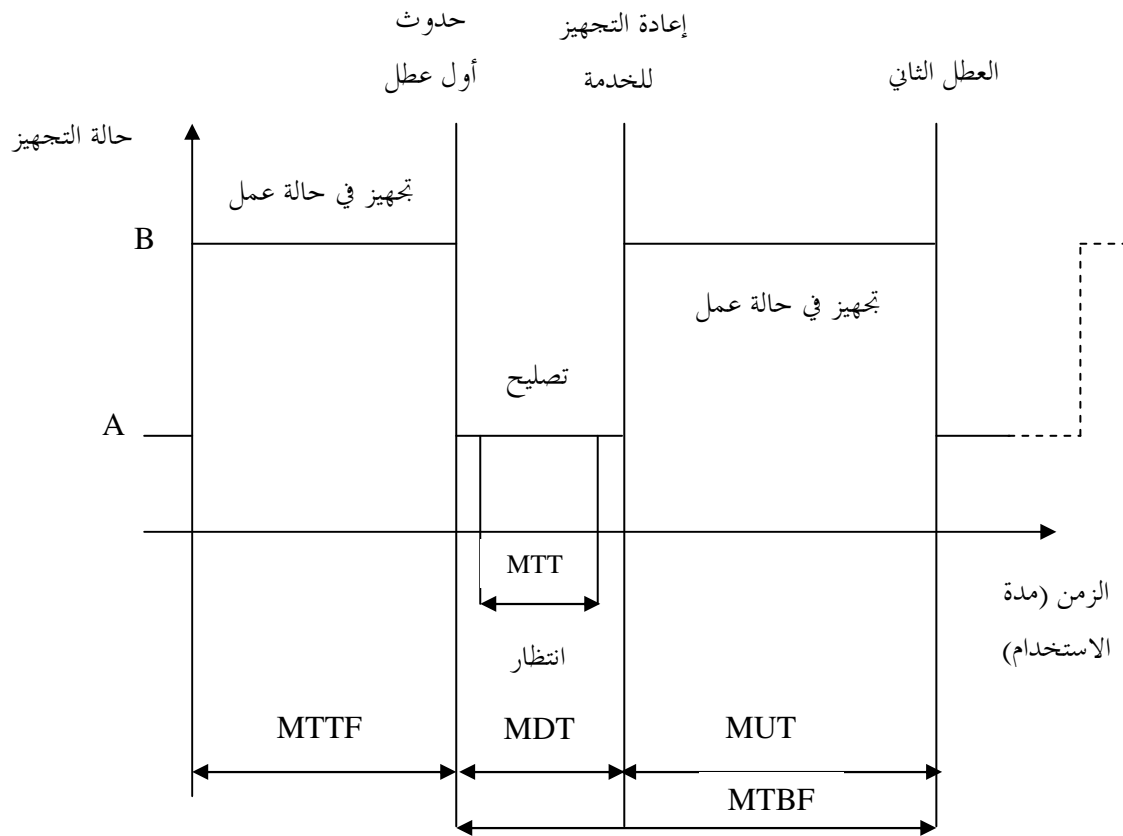 حدوث
أول عطل
إعادة التجهيز
للخدمة
العطل الثاني
حالة التجهيز
تجهيز في حالة عمل
B
تجهيز في حالة عمل
تصليح
A
MTT
الزمن (مدة
الاستخدام)
انتظار
MTTF
MDT
MUT
MTBF